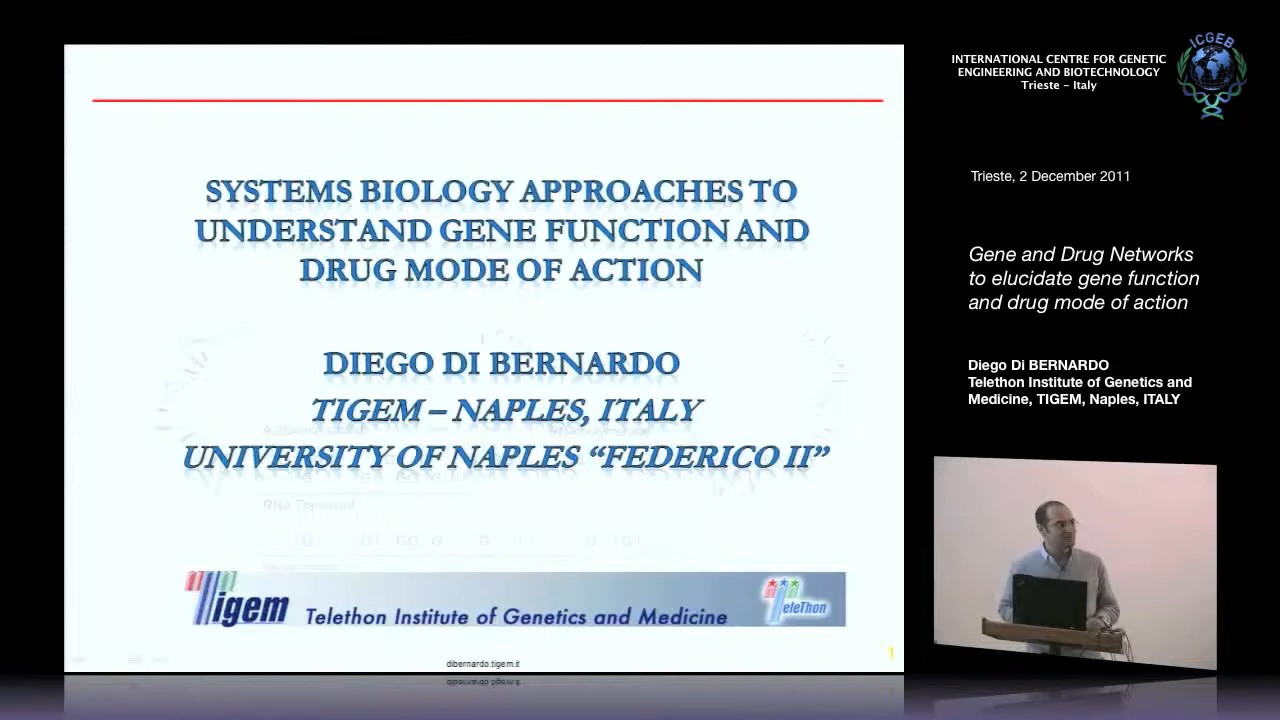 SYSTEMS BIOLOGY APPROACHES TO
UNDERSTAND GENE FUNCTION AND
DRUG MODE OF ACTION
DIEGO DI BERNARDO
TIGEM – NAPLES, ITALY
UNIVERSITY OF NAPLES “FEDERICO II”
Tigem Telethon Institute of Genetics and Medicine TeleThon
dibernardo.tigem.it
1
INTERNATIONAL CENTRE FOR GENETIC
ENGINEERING AND BIOTECHNOLOGY
Trieste – Italy
ICGEB
Trieste, 2 December 2011
Gene and Drug Networks
to elucidate gene function
and drug mode of action
Diego Di BERNARDO
Telethon Institute of Genetics and
Medicine, TIGEM, Naples, ITALY